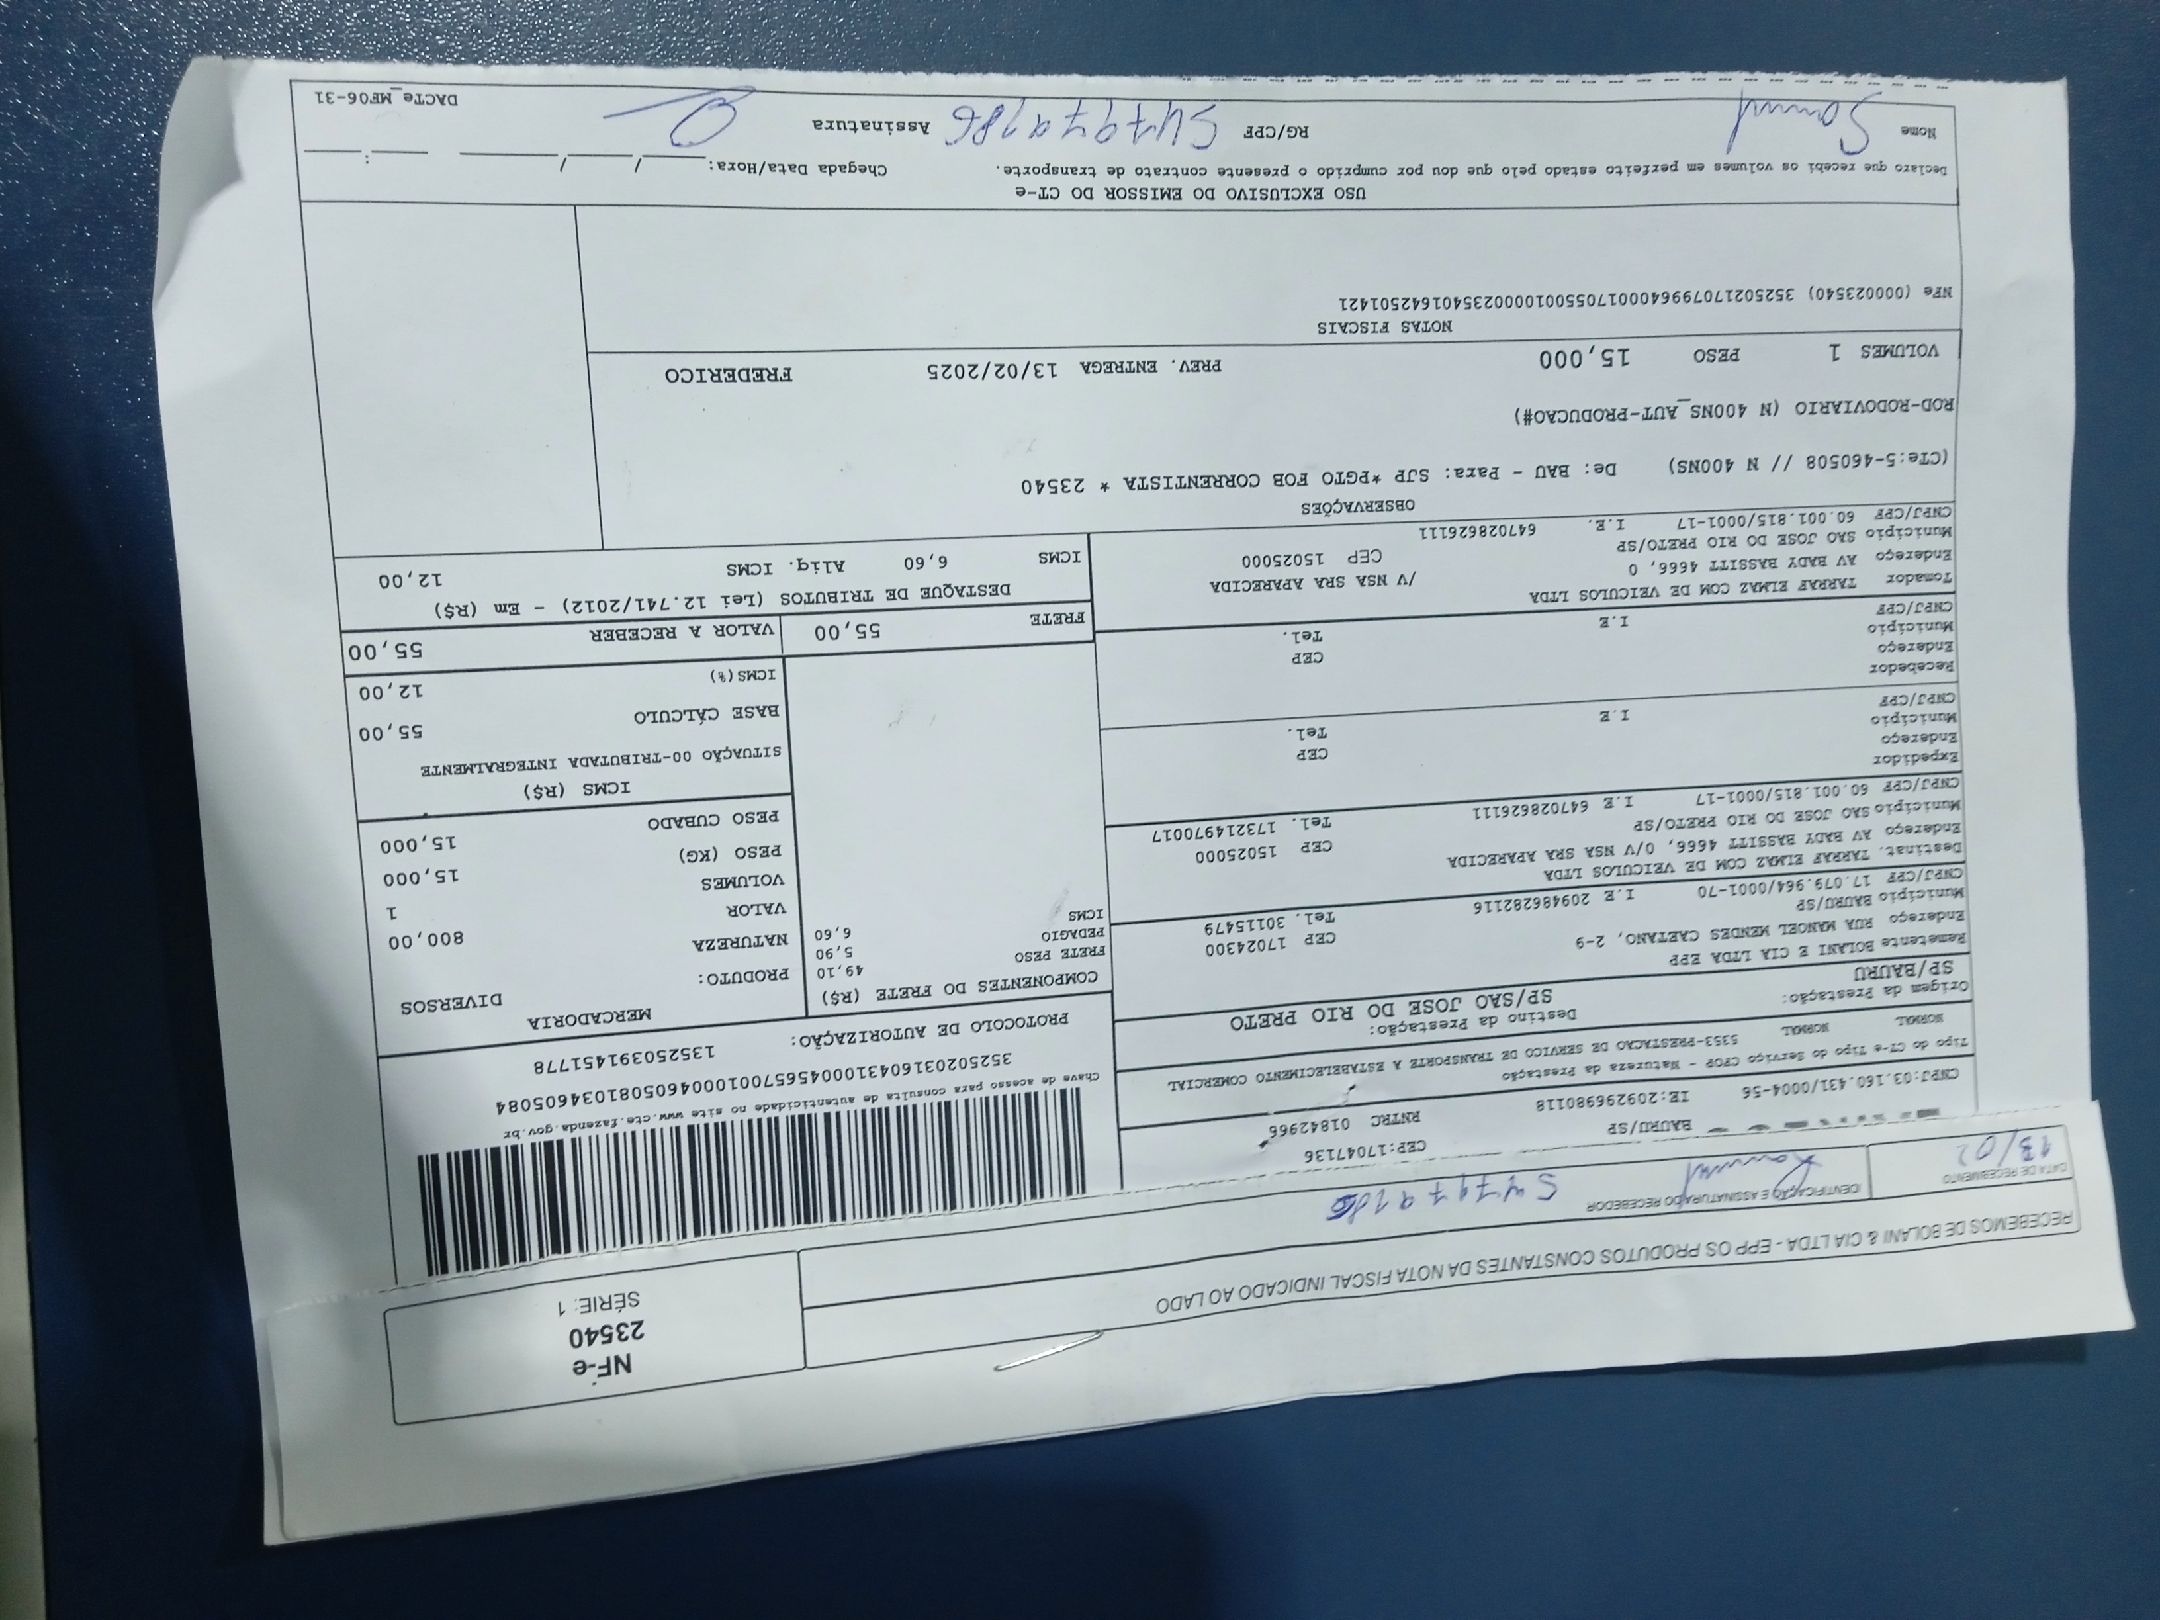 RECEBEMOS DE BOLANI & CIA LTDA - EPP OS PRODUTOS CONSTANTES DA NOTA FISCAL INDICADO AO LADO
NF-e
23540
SÉRIE: 1
DATA DE RECEBIMENTO
13/02
IDENTIFICAÇÃO E ASSINATURA DO RECEBEDOR
BAURU/SP
CEP:17047136
CNPJ:03.160.431/0004-56 IE:209296980118 RNTRC 01842966
Tipo do CT-e Tipo do Serviço CFOP - Natureza da Prestação
NORMAL NORMAL 5353-PRESTACAO DE SERVICO DE TRANSPORTE A ESTABELECIMENTO COMERCIAL
Chave de acesso para consulta de autenticidade no site www.cte.fazenda.gov.br
35250203160431000456570010004605081034605084
PROTOCOLO DE AUTORIZAÇÃO: 135250391451778
Origem da Prestação: Destino da Prestação:
SP/BAURU SP/SAO JOSE DO RIO PRETO
Remetente BOLANI E CIA LTDA EPP
Endereço RUA MANOEL MENDES CAETANO, 2-9 CEP 17024300
Município BAURU/SP Tel. 30115479
CNPJ/CPF 17.079.964/0001-70 I.E 209486282116
Destinat. TARRAF ELMAZ COM DE VEICULOS LTDA
Endereço AV BADY BASSITT 4666, 0/V NSA SRA APARECIDA CEP 15025000
Município SAO JOSE DO RIO PRETO/SP Tel. 173214970017
CNPJ/CPF 60.001.815/0001-17 I.E 647028626111
Expedidor
Endereço CEP
Município Tel.
CNPJ/CPF I.E
Recebedor
Endereço CEP
Município Tel.
CNPJ/CPF I.E
Tomador TARRAF ELMAZ COM DE VEICULOS LTDA
Endereço AV BADY BASSITT 4666, 0 /V NSA SRA APARECIDA
Município SAO JOSE DO RIO PRETO/SP CEP 15025000
CNPJ/CPF 60.001.815/0001-17 I.E. 647028626111
COMPONENTES DO FRETE (R$)
FRETE PESO 49,10
PEDAGIO 5,90
ICMS 6,60
MERCADORIA
PRODUTO: DIVERSOS
NATUREZA
VALOR 800,00
VOLUMES 1
PESO (KG) 15,000
PESO CUBADO 15,000
ICMS (R$)
SITUAÇÃO 00-TRIBUTADA INTEGRALMENTE
BASE CÁLCULO 55,00
ICMS(%) 12,00
FRETE 55,00 VALOR A RECEBER 55,00
DESTAQUE DE TRIBUTOS (Lei 12.741/2012) - Em (R$)
ICMS 6,60 Aliq. ICMS 12,00
OBSERVAÇÕES
(CTe:5-460508 // N 400NS) De: BAU - Para: SJP *PGTO FOB CORRENTISTA * 23540
ROD-RODOVIARIO (N 400NS_AUT-PRODUCAO#)
VOLUMES 1 PESO 15,000 PREV. ENTREGA 13/02/2025 FREDERICO
NOTAS FISCAIS
NFe (000023540) 35250217079964000170550010000235401642501421
USO EXCLUSIVO DO EMISSOR DO CT-e
Declaro que recebi os volumes em perfeito estado pelo que dou por cumprido o presente contrato de transporte. Chegada Data/Hora: ____/____/____ ____:____
Nome RG/CPF Assinatura
DACTe_MF06-31